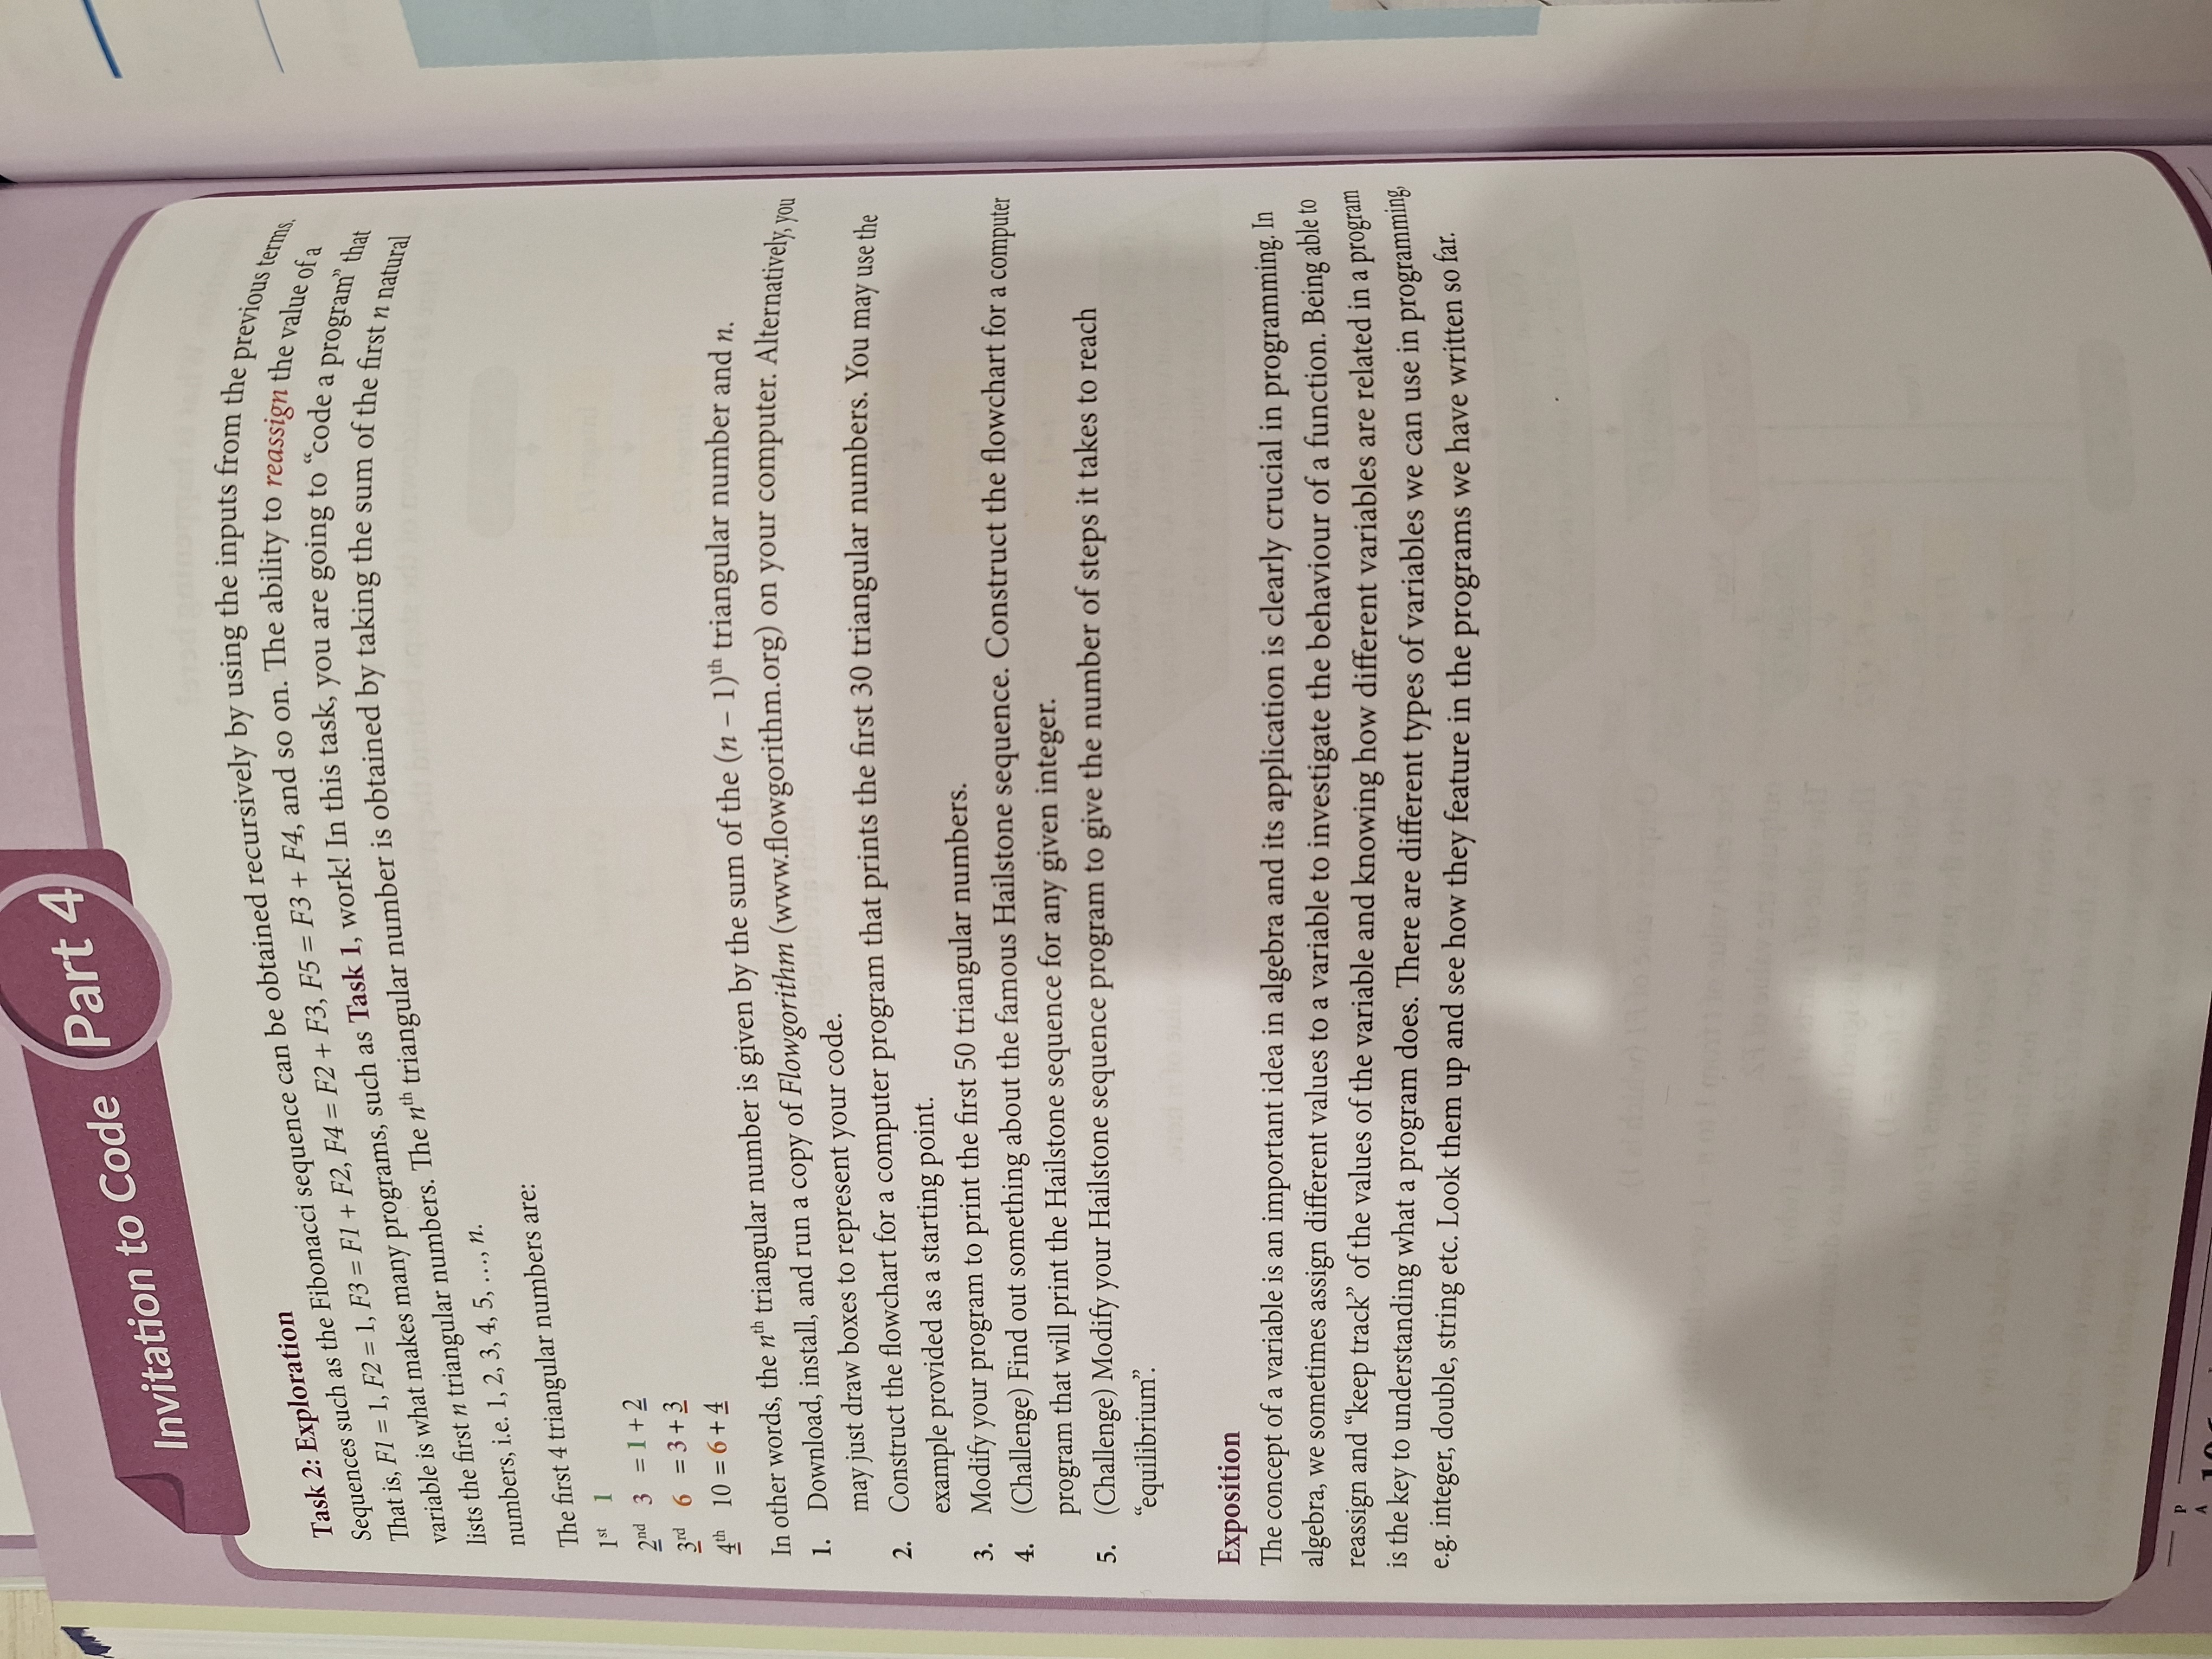 Invitation to Code Part 4
Task 2: Exploration
Sequences such as the Fibonacci sequence can be obtained recursively by using the inputs from the previous terms.
That is, F1 = 1, F2 = 1, F3 = F1 + F2, F4 = F2 + F3, F5 = F3 + F4, and so on. The ability to reassign the value of a
variable is what makes many programs, such as Task 1, work! In this task, you are going to “code a program” that
lists the first n triangular numbers. The nth triangular number is obtained by taking the sum of the first n natural
numbers, i.e. 1, 2, 3, 4, 5, …, n.
The first 4 triangular numbers are:
1st 1
2nd 3 = 1 + 2
3rd 6 = 3 + 3
4th 10 = 6 + 4
In other words, the nth triangular number is given by the sum of the (n – 1)th triangular number and n.
1. Download, install, and run a copy of Flowgorithm (www.flowgorithm.org) on your computer. Alternatively, you
may just draw boxes to represent your code.
2. Construct the flowchart for a computer program that prints the first 30 triangular numbers. You may use the
example provided as a starting point.
3. Modify your program to print the first 50 triangular numbers.
4. (Challenge) Find out something about the famous Hailstone sequence. Construct the flowchart for a computer
program that will print the Hailstone sequence for any given integer.
5. (Challenge) Modify your Hailstone sequence program to give the number of steps it takes to reach
“equilibrium”.
Exposition
The concept of a variable is an important idea in algebra and its application is clearly crucial in programming. In
algebra, we sometimes assign different values to a variable to investigate the behaviour of a function. Being able to
reassign and “keep track” of the values of the variable and knowing how different variables are related in a program
is the key to understanding what a program does. There are different types of variables we can use in programming,
e.g. integer, double, string etc. Look them up and see how they feature in the programs we have written so far.
P
A